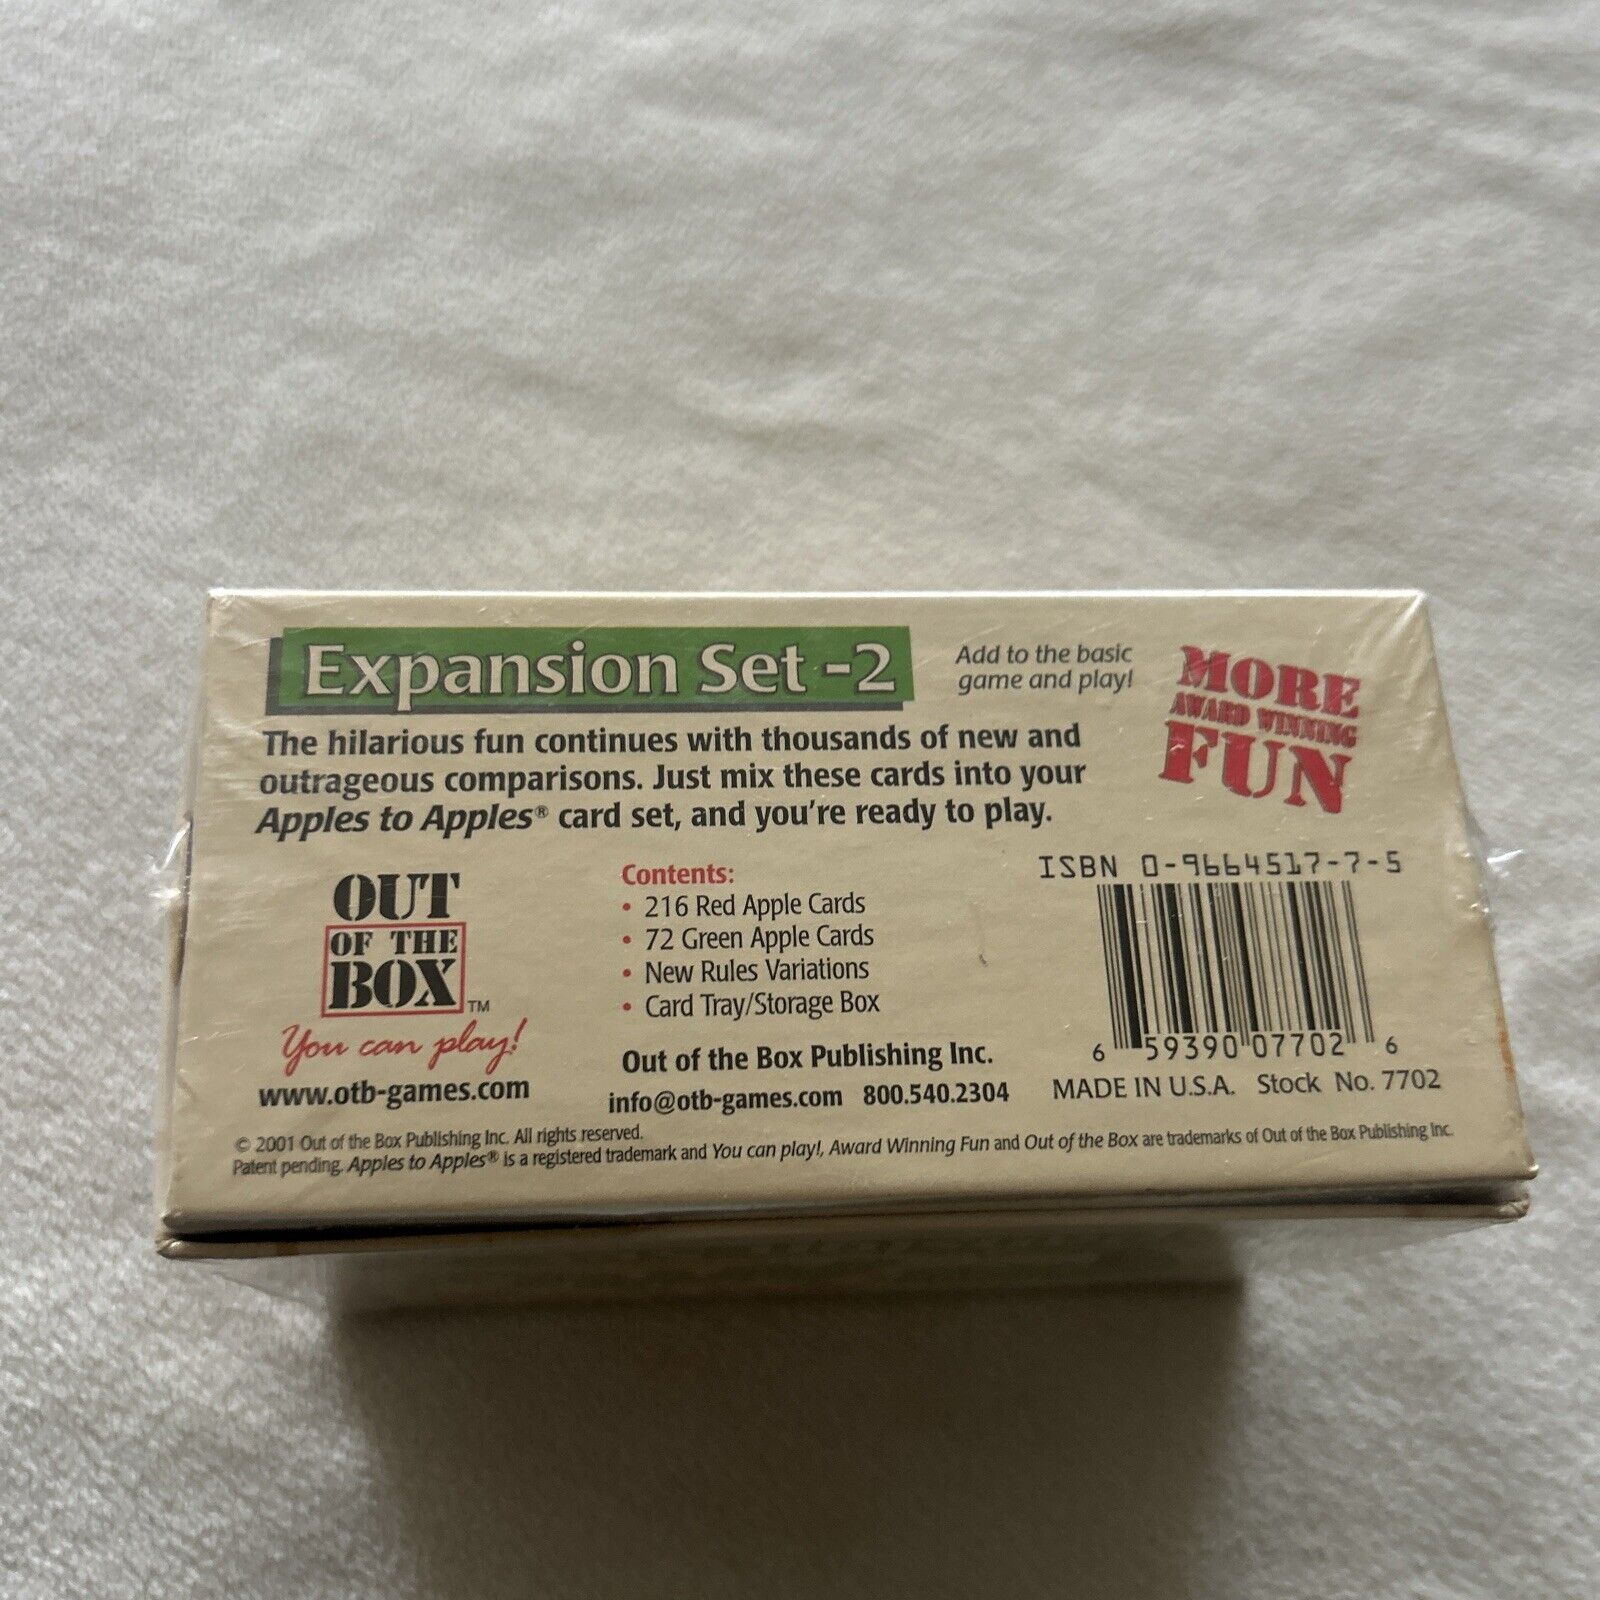 Expansion Set -2
Add to the basic
game and play!
MORE
AWARD WINNING
FUN
The hilarious fun continues with thousands of new and
outrageous comparisons. Just mix these cards into your
Apples to Apples® card set, and you're ready to play.
OUT
OF THE
BOX™
You can play!
www.otb-games.com
Contents:
• 216 Red Apple Cards
• 72 Green Apple Cards
• New Rules Variations
• Card Tray/Storage Box
Out of the Box Publishing Inc.
info@otb-games.com 800.540.2304
ISBN 0-9664517-7-5
6 59390 07702 6
MADE IN U.S.A. Stock No. 7702
© 2001 Out of the Box Publishing Inc. All rights reserved.
Patent pending. Apples to Apples® is a registered trademark and You can play!, Award Winning Fun and Out of the Box are trademarks of Out of the Box Publishing Inc.